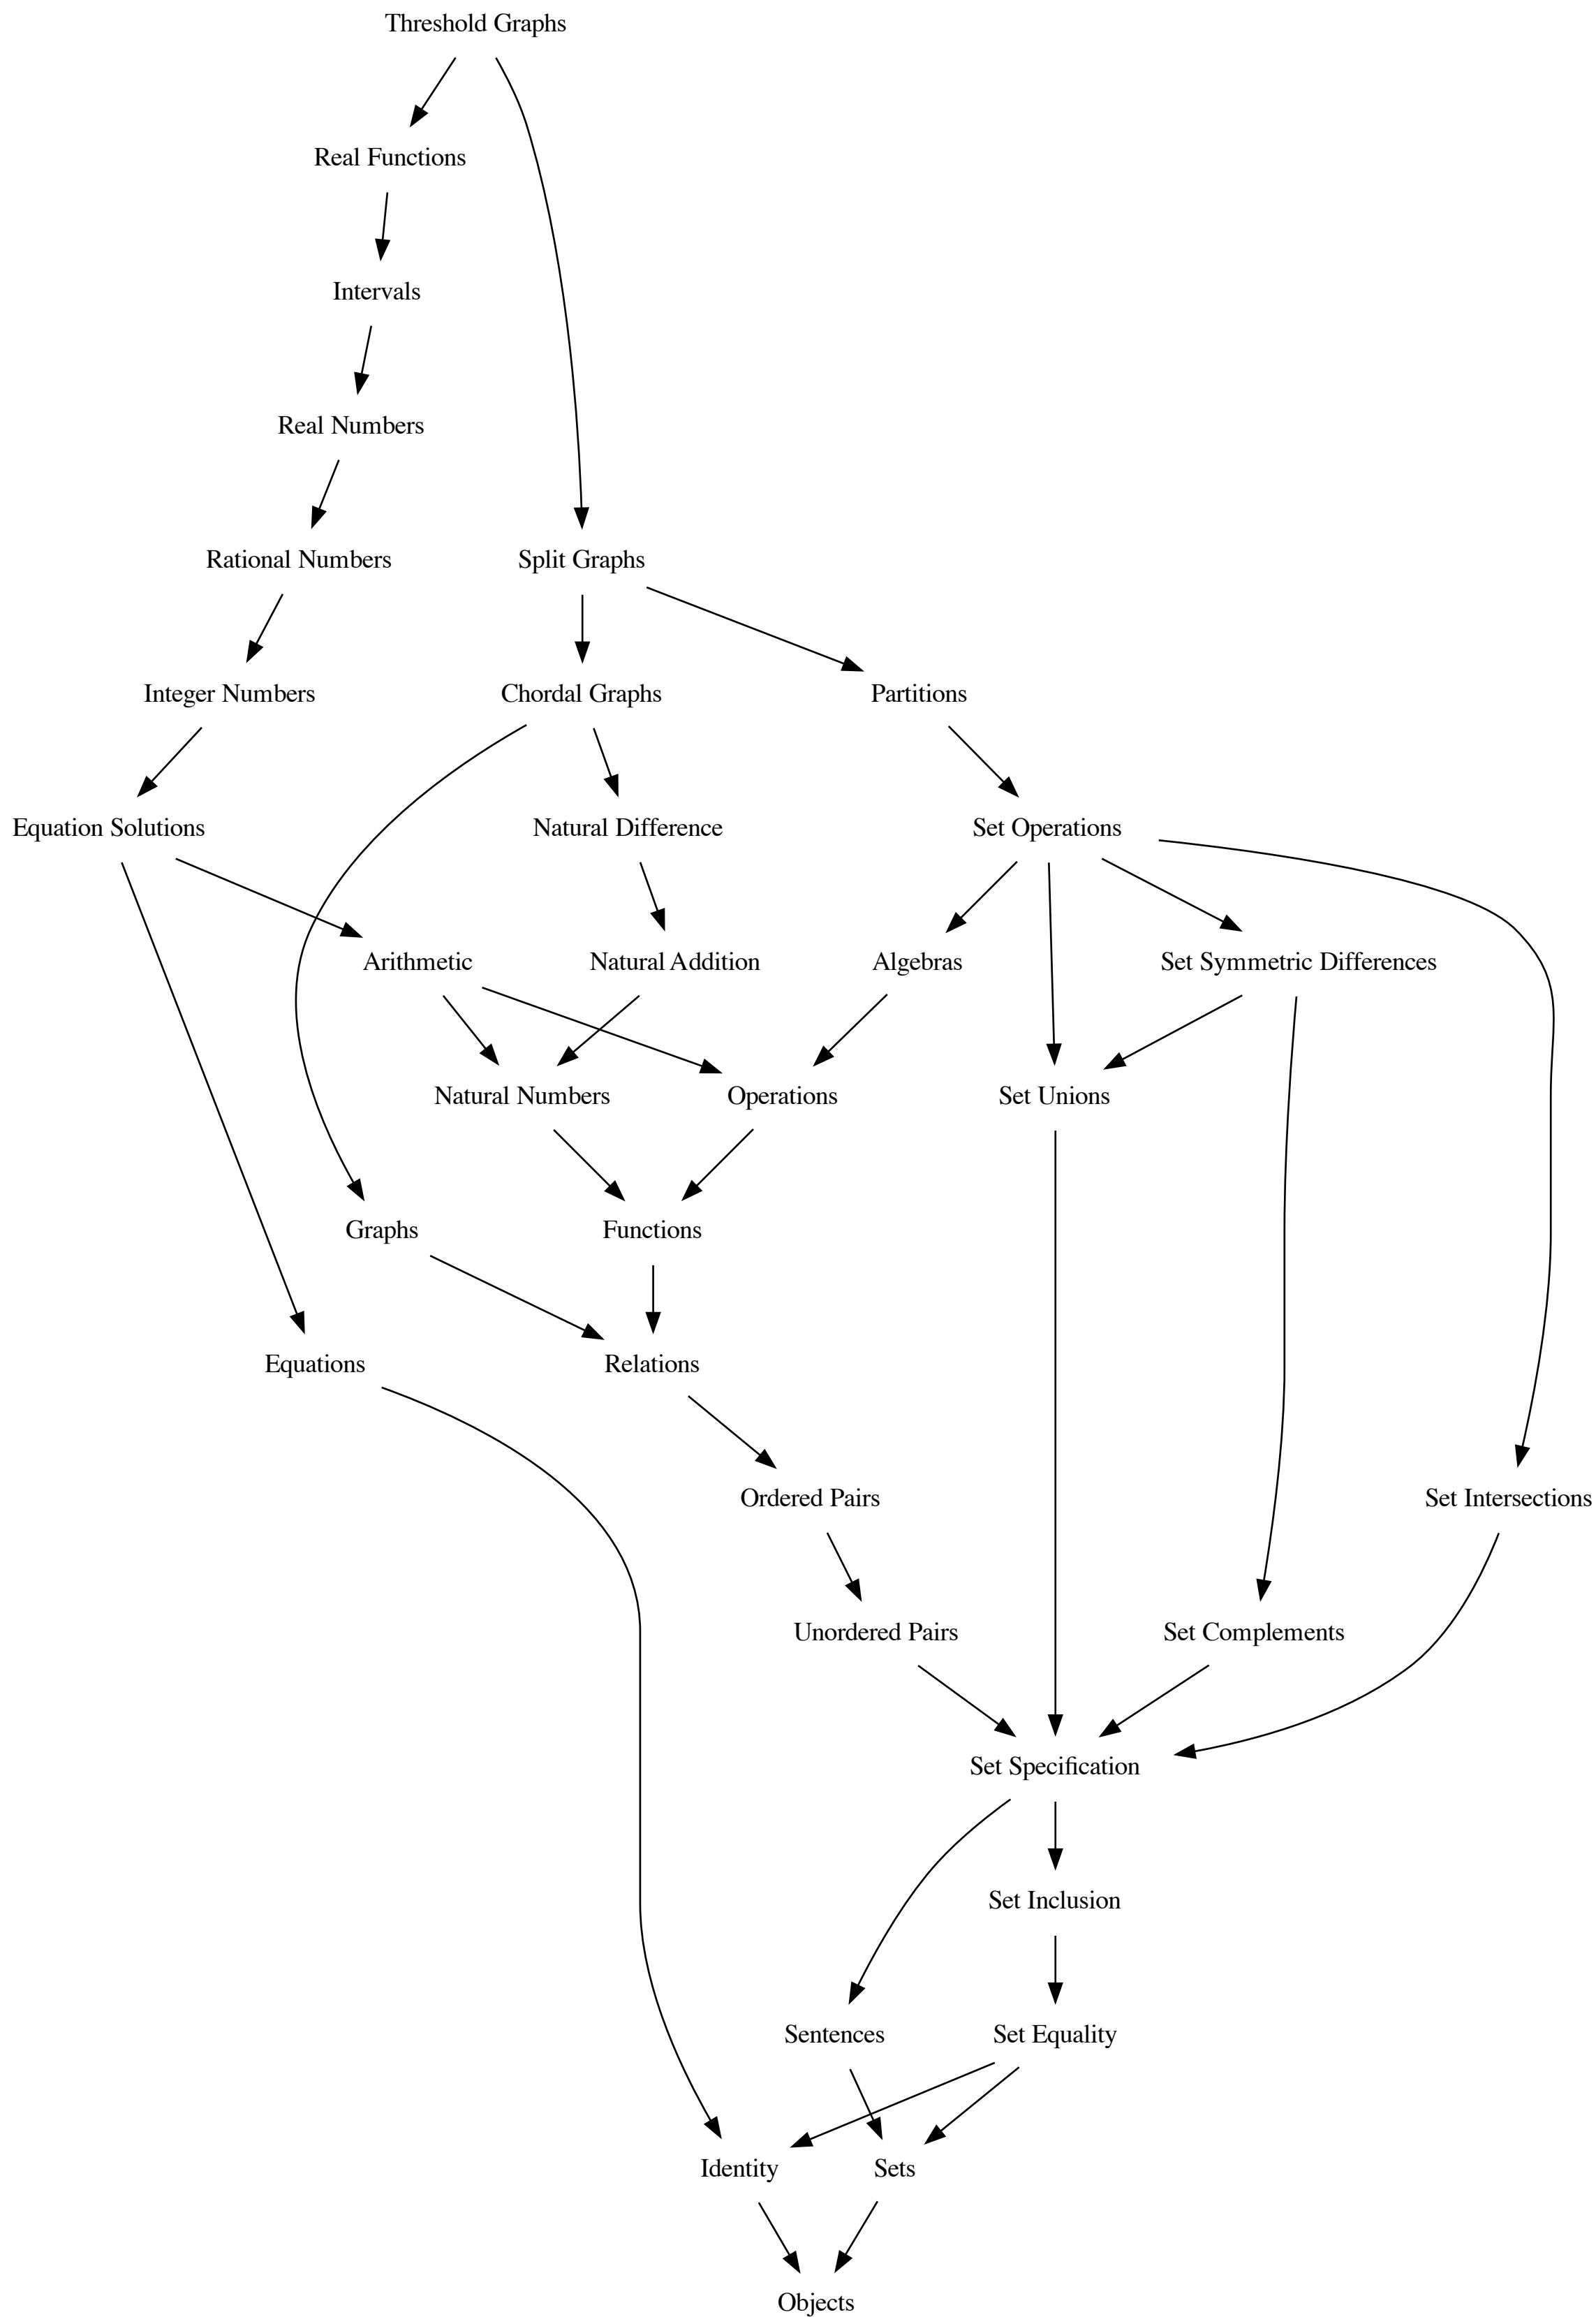 Threshold Graphs
Real Functions
Intervals
Real Numbers
Rational Numbers
Split Graphs
Integer Numbers
Chordal Graphs
Partitions
Equation Solutions
Natural Difference
Set Operations
Arithmetic
Natural Addition
Algebras
Set Symmetric Differences
Natural Numbers
Operations
Set Unions
Graphs
Functions
Equations
Relations
Ordered Pairs
Set Intersections
Unordered Pairs
Set Complements
Set Specification
Set Inclusion
Sentences
Set Equality
Identity
Sets
Objects